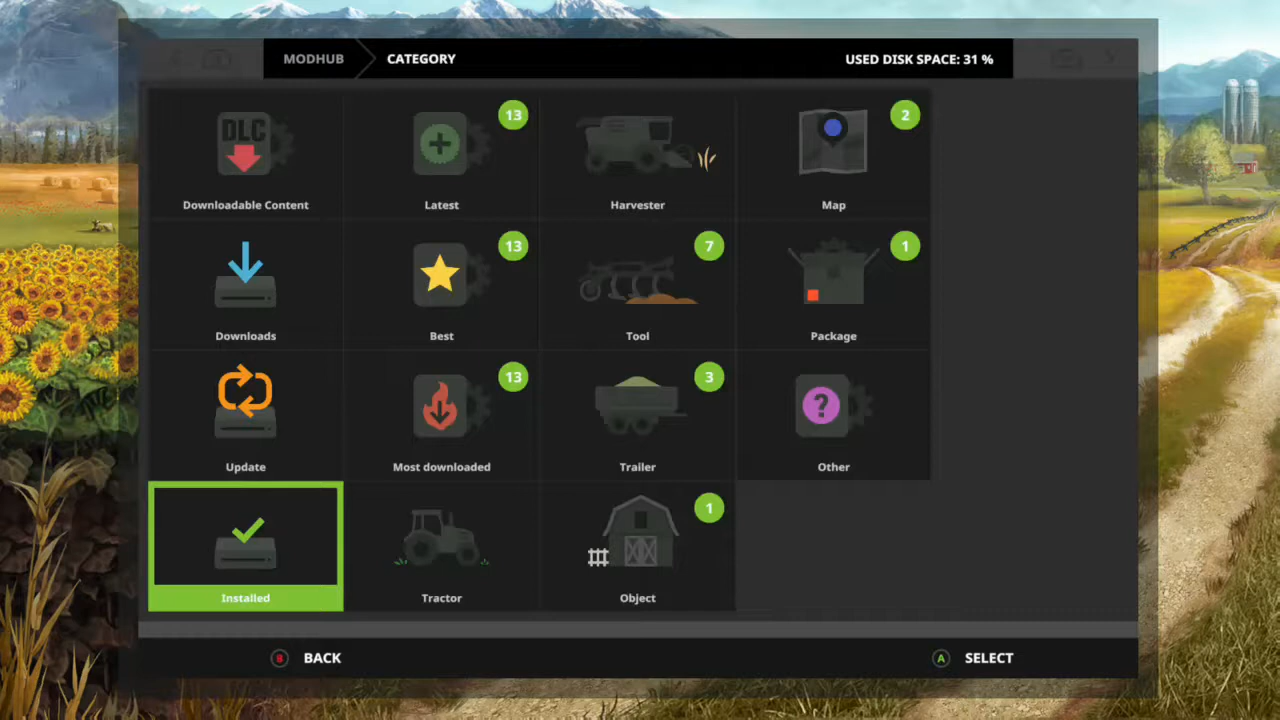 MODHUB
CATEGORY
USED DISK SPACE: 31 %
DLC
Downloadable Content
13
Latest
Harvester
2
Map
Downloads
13
Best
7
Tool
1
Package
Update
13
Most downloaded
3
Trailer
?
Other
Installed
Tractor
1
Object
B BACK
A SELECT